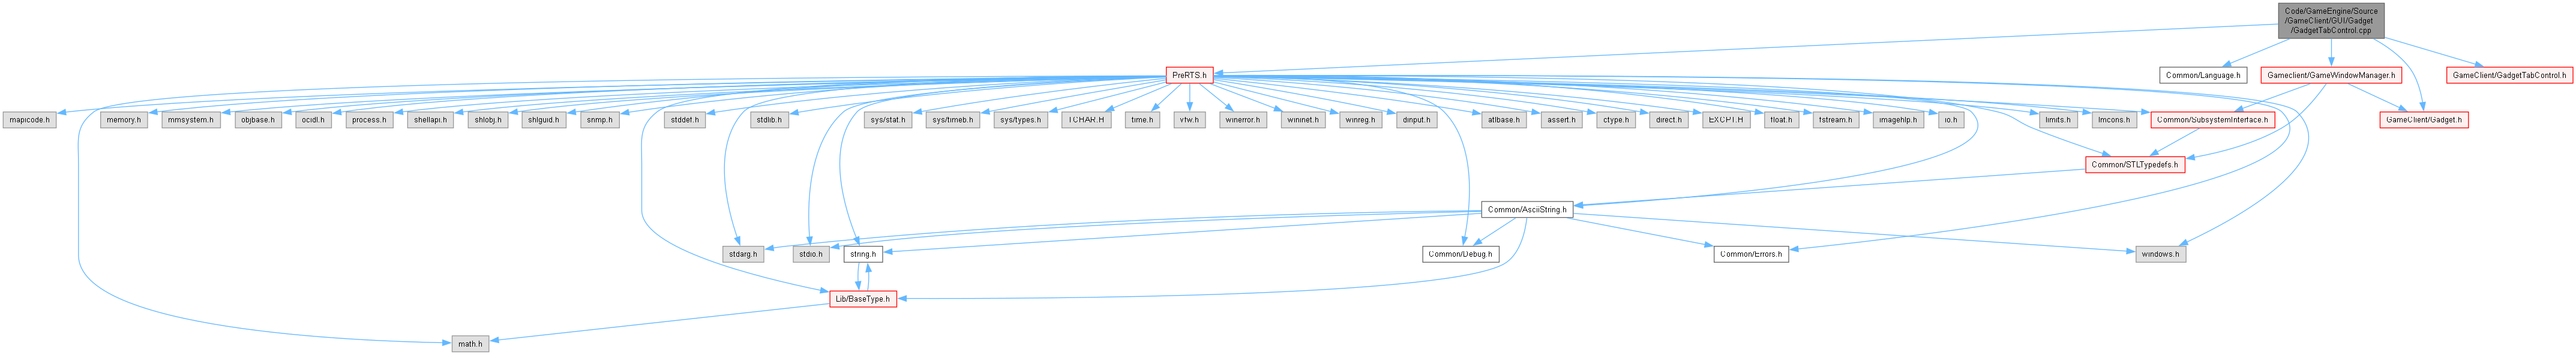 Code/GameEngine/Source
/GameClient/GUI/Gadget
/GadgetTabControl.cpp
PreRTS.h
Common/Language.h
Gameclient/GameWindowManager.h
GameClient/GadgetTabControl.h
mapicode.h
memory.h
mmsystem.h
objbase.h
ocidl.h
process.h
shellapi.h
shlobj.h
shlguid.h
snmp.h
stddef.h
stdlib.h
sys/stat.h
sys/timeb.h
sys/types.h
TCHAR.H
time.h
vfw.h
winerror.h
wininet.h
winreg.h
dinput.h
atlbase.h
assert.h
ctype.h
direct.h
EXCPT.H
float.h
fstream.h
imagehlp.h
io.h
limits.h
lmcons.h
Common/SubsystemInterface.h
GameClient/Gadget.h
Common/STLTypedefs.h
Common/AsciiString.h
stdarg.h
stdio.h
string.h
Common/Debug.h
Common/Errors.h
windows.h
Lib/BaseType.h
math.h